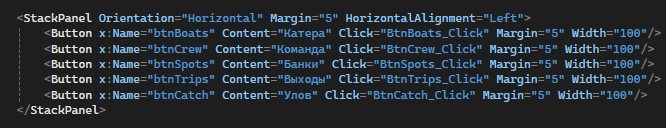 <StackPanel Orientation="Horizontal" Margin="5" HorizontalAlignment="Left">
<Button x:Name="btnBoats" Content="Катера" Click="BtnBoats_Click" Margin="5" Width="100"/>
<Button x:Name="btnCrew" Content="Команда" Click="BtnCrew_Click" Margin="5" Width="100"/>
<Button x:Name="btnSpots" Content="Банки" Click="BtnSpots_Click" Margin="5" Width="100"/>
<Button x:Name="btnTrips" Content="Выходы" Click="BtnTrips_Click" Margin="5" Width="100"/>
<Button x:Name="btnCatch" Content="Улов" Click="BtnCatch_Click" Margin="5" Width="100"/>
</StackPanel>